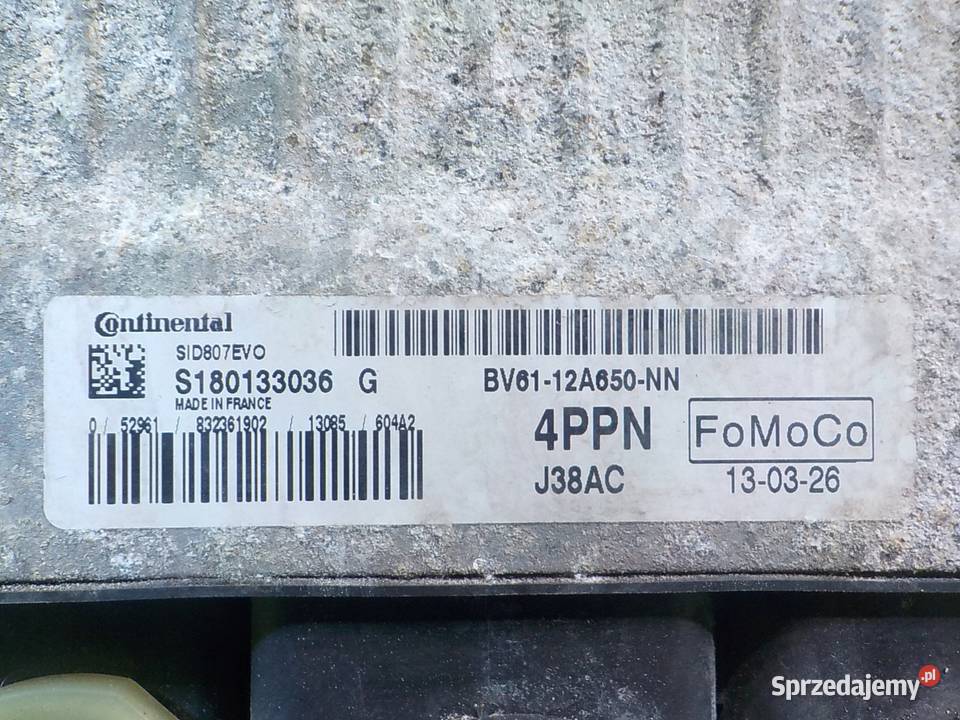 Continental
SID807EVO
S180133036 G
MADE IN FRANCE
0 / 52961 / 832361902 / 13085 / 604A2
BV61-12A650-NN
4PPN
FoMoCo
J38AC
13-03-26
Sprzedajemy.pl